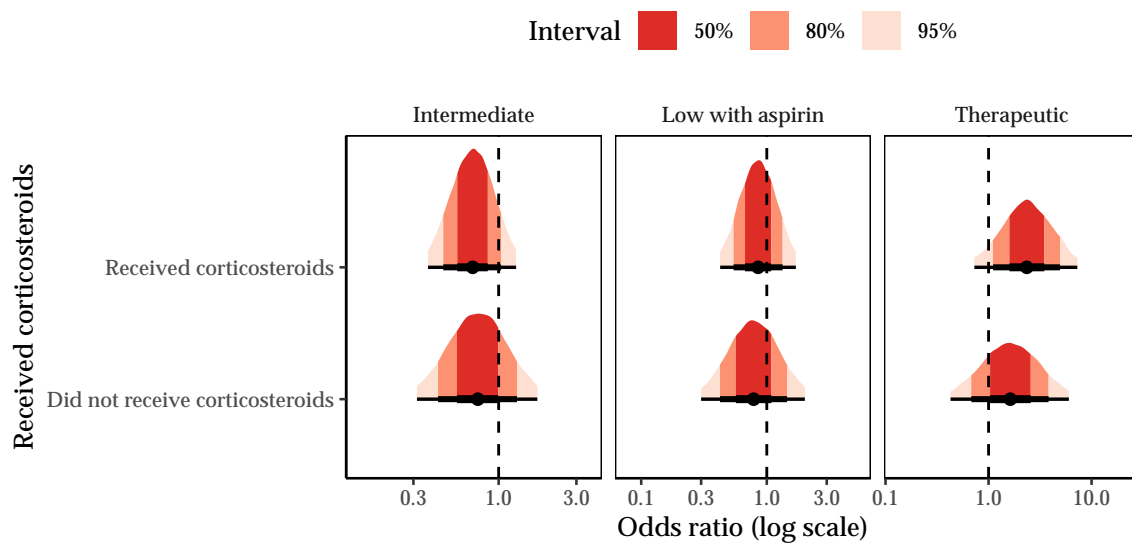 Interval 50% 80% 95%
Intermediate Low with aspirin Therapeutic
Received corticosteroids
Received corticosteroids
Did not receive corticosteroids
0.3 1.0 3.0 0.1 0.3 1.0 3.0 0.1 1.0 10.0
Odds ratio (log scale)